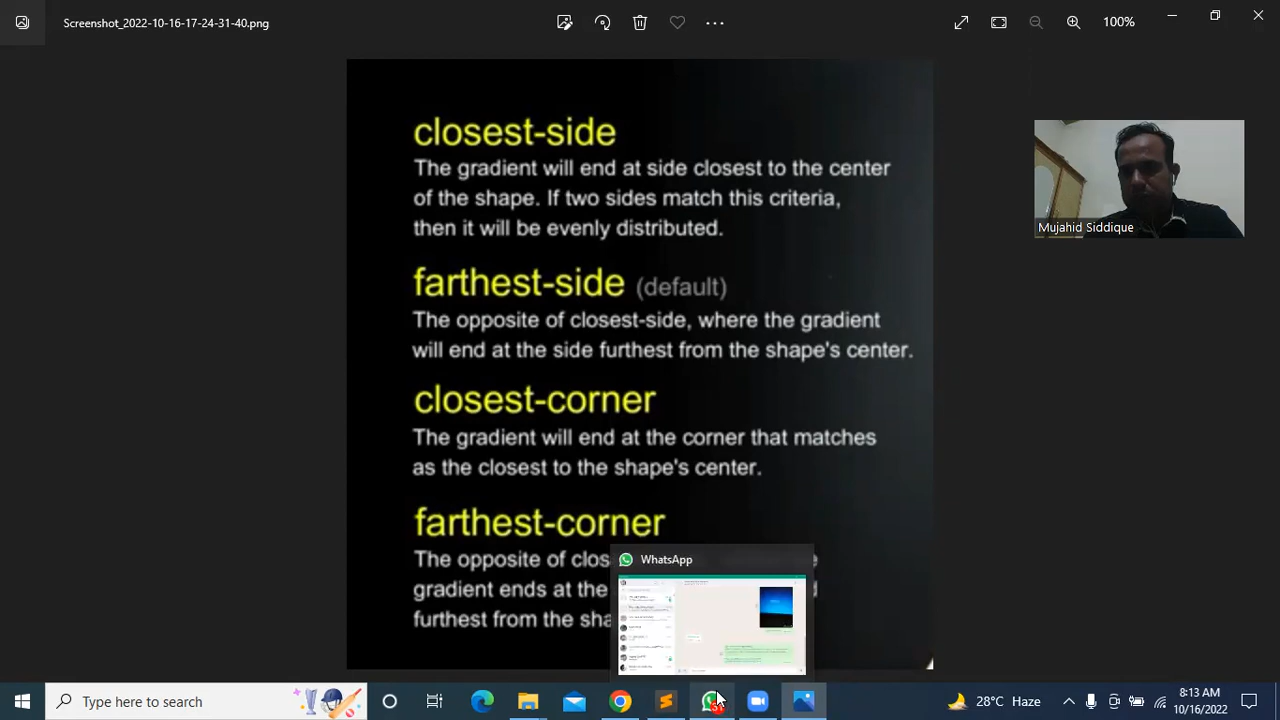 Screenshot_2022-10-16-17-24-31-40.png
100%
closest-side
The gradient will end at side closest to the center
of the shape. If two sides match this criteria,
then it will be evenly distributed.
Mujahid Siddique
farthest-side (default)
The opposite of closest-side, where the gradient
will end at the side furthest from the shape's center.
closest-corner
The gradient will end at the corner that matches
as the closest to the shape's center.
farthest-corner
The opposite of clos
gradient ends at the
furthest from the sha
WhatsApp
Type here to search
28°C Haze
8:13 AM
10/16/2022